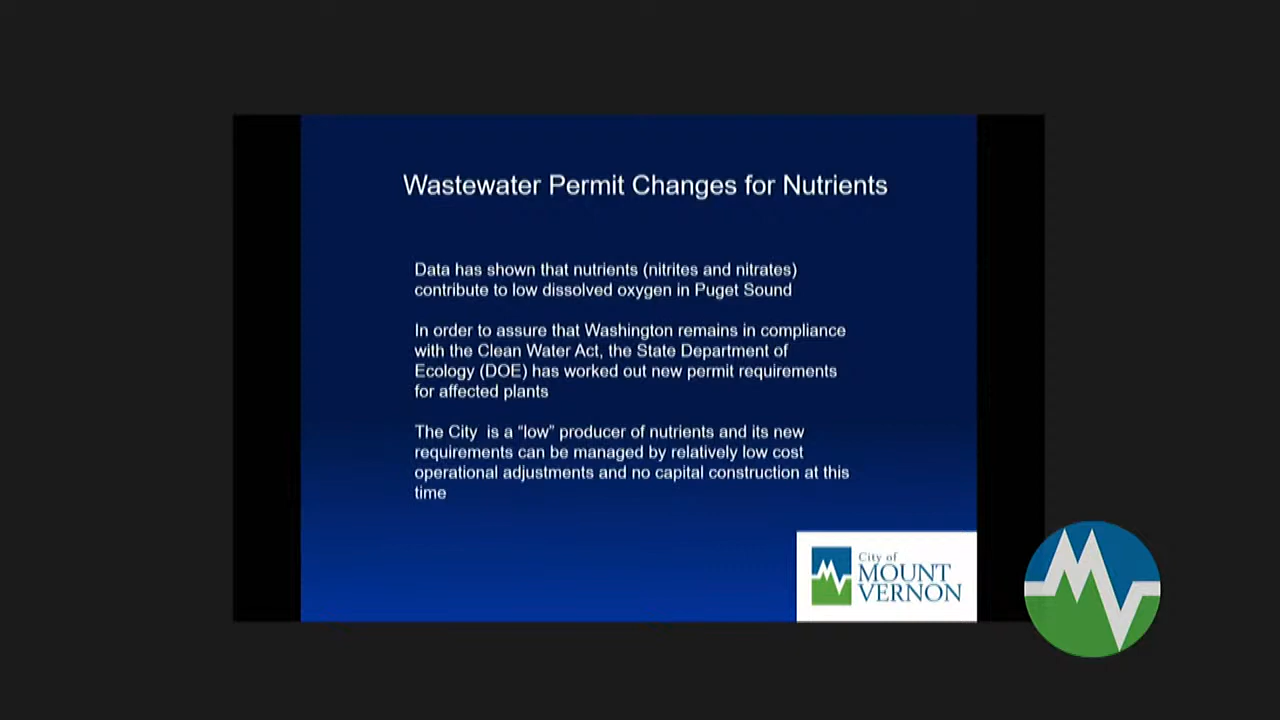 Wastewater Permit Changes for Nutrients
Data has shown that nutrients (nitrites and nitrates)
contribute to low dissolved oxygen in Puget Sound
In order to assure that Washington remains in compliance
with the Clean Water Act, the State Department of
Ecology (DOE) has worked out new permit requirements
for affected plants
The City  is a “low” producer of nutrients and its new
requirements can be managed by relatively low cost
operational adjustments and no capital construction at this
time
City of
MOUNT
VERNON
MV